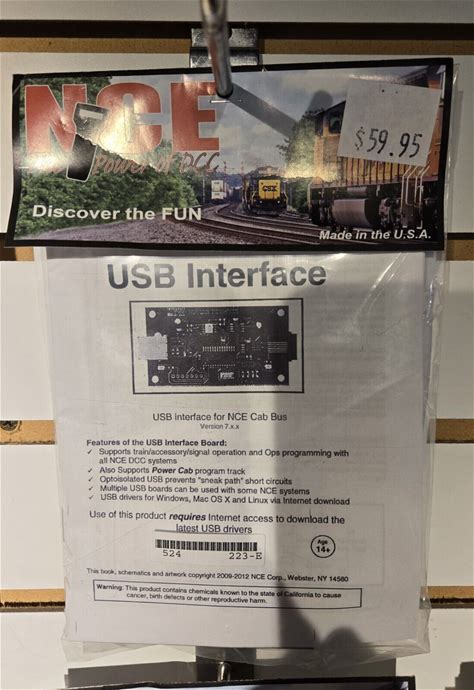 NCE
Power of DCC
$59.95
CSX
Discover the FUN
Made in the U.S.A.
USB Interface
USB interface for NCE Cab Bus
Version 7.x.x
Features of the USB Interface Board:
✓ Supports train/accessory/signal operation and Ops programming with
all NCE DCC systems
✓ Also Supports Power Cab program track
✓ Optoisolated USB prevents "sneak path" short circuits
✓ Multiple USB boards can be used with some NCE systems
✓ USB drivers for Windows, Mac OS X and Linux via Internet download
Use of this product requires Internet access to download the
latest USB drivers
524 223-E
Age
14+
This book, schematics and artwork copyright 2009-2012 NCE Corp., Webster, NY 14580
Warning: This product contains chemicals known to the state of California to cause
cancer, birth defects or other reproductive harm.